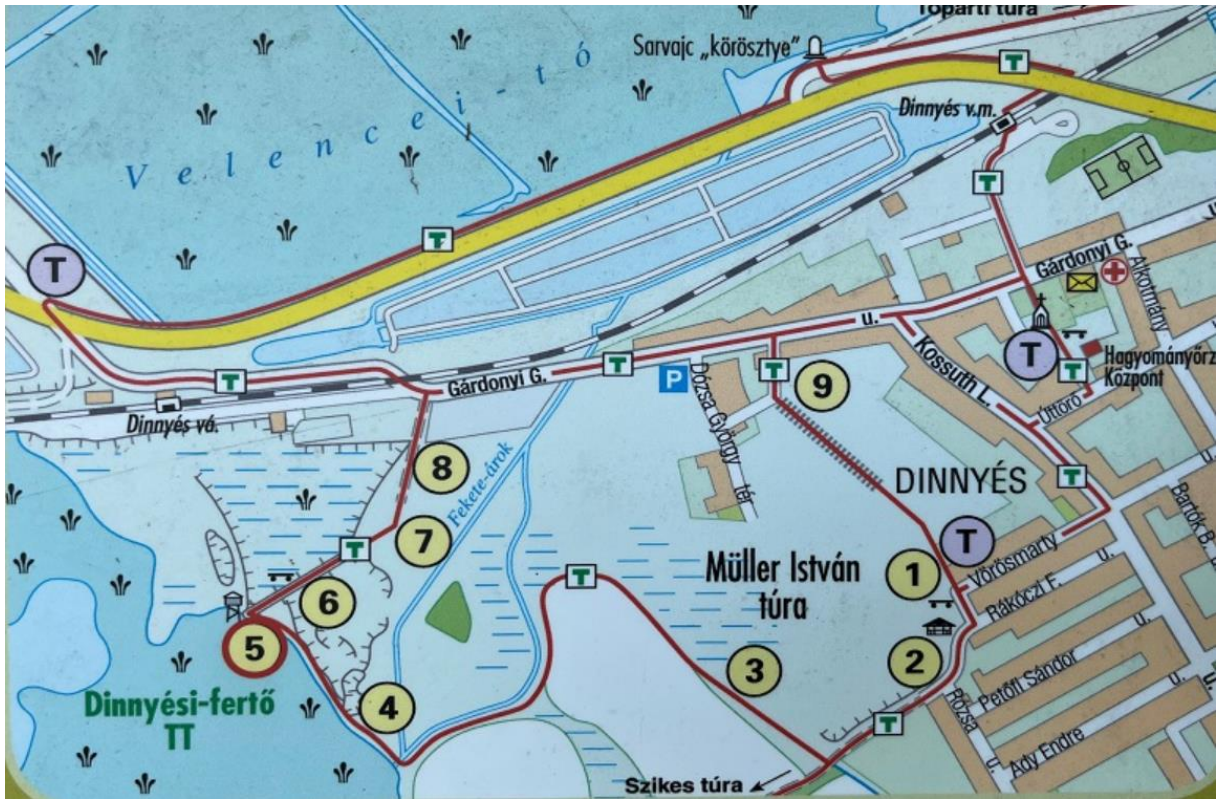 Tóparti túra
Sarvajc „körösztye”
Velencei-tó
Dinnyés v.m.
T
T
T
T
Gárdonyi G.
Alkotmány
u.
T
T
Hagyományőrz
Központ
T
T
Gárdonyi G.
P
T
9
Kossuth L.
Úttörő
Dinnyés vá.
Dózsa György
tér
8
Fekete-árok
DINNYÉS
T
u.
Bartók B.
7
T
T
Vörösmarty
u.
1
Müller István
túra
T
6
Rákóczi F.
u.
5
2
Petőfi Sándor
u.
3
Dinnyési-fertő
TT
4
T
Rózsa
u.
Ady Endre
u.
Szikes túra